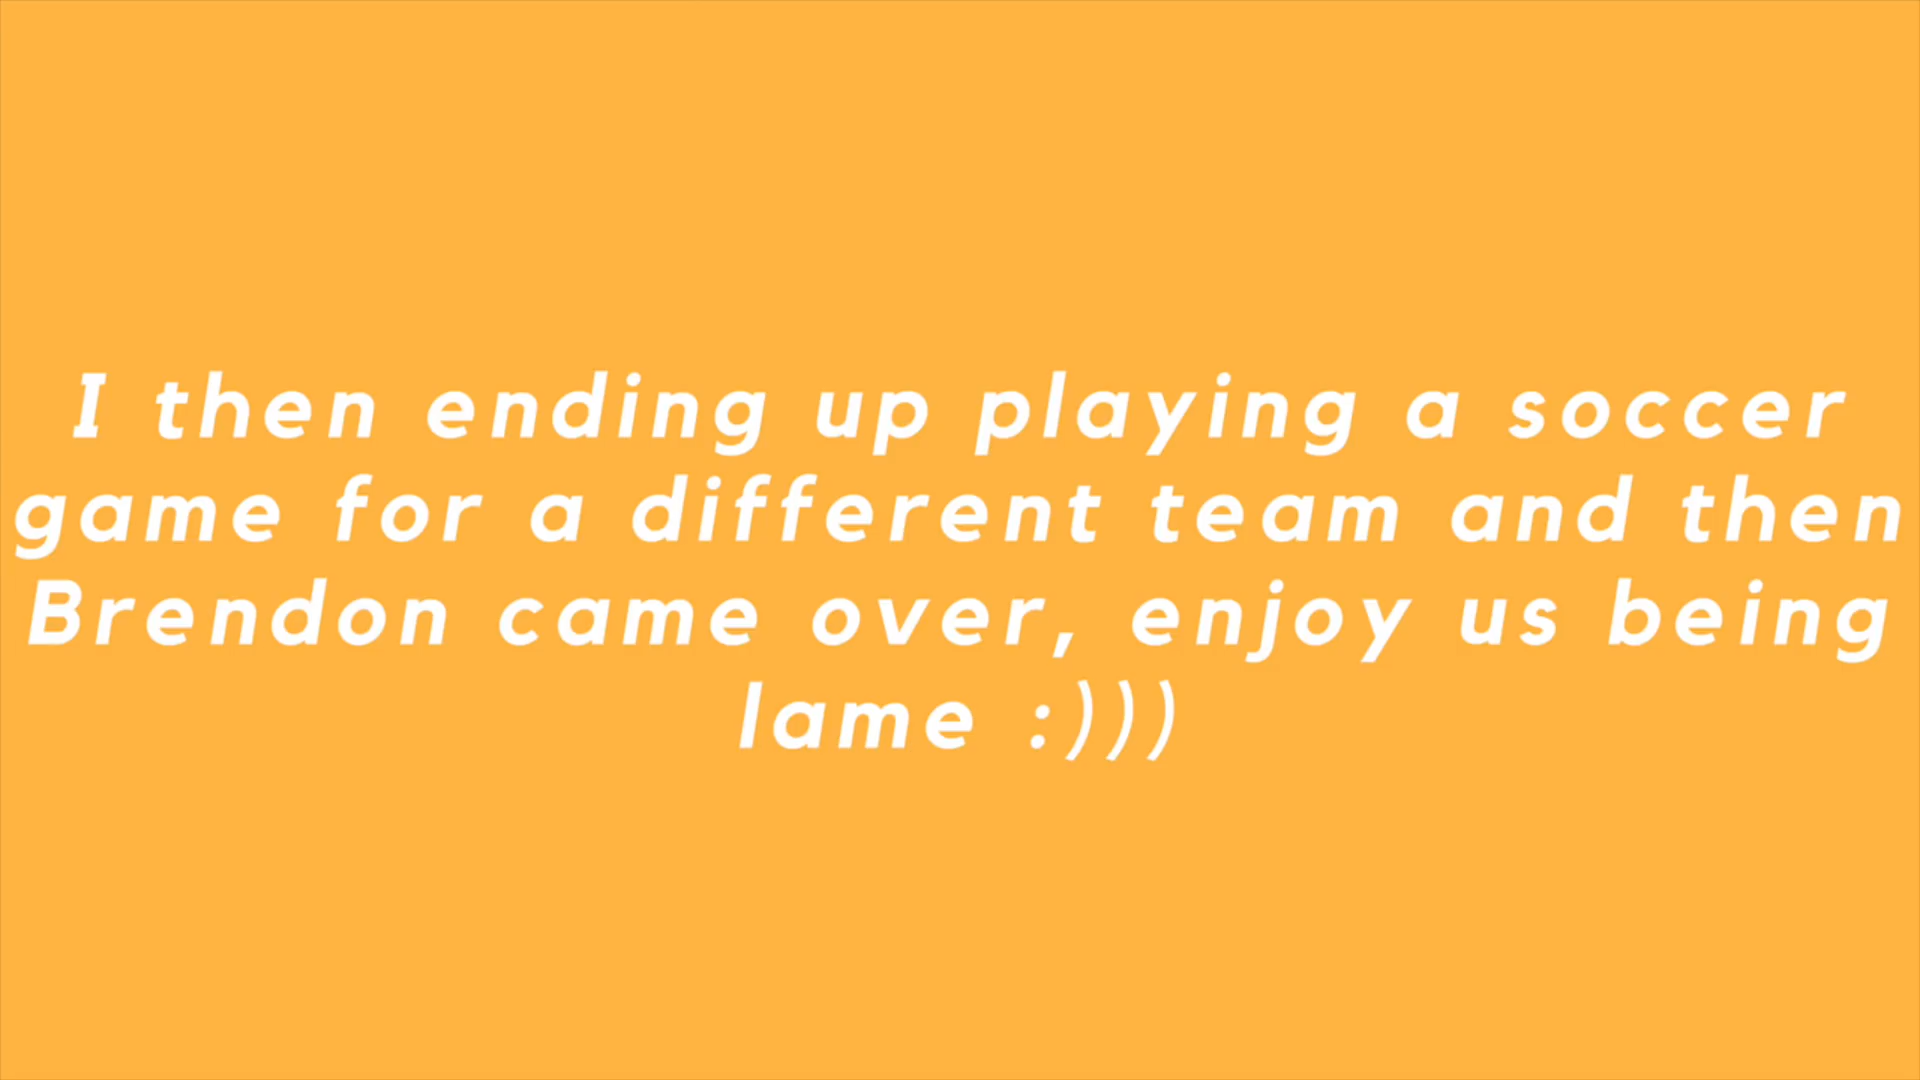 I then ending up playing a soccer
game for a different team and then
Brendon came over, enjoy us being
lame :)))